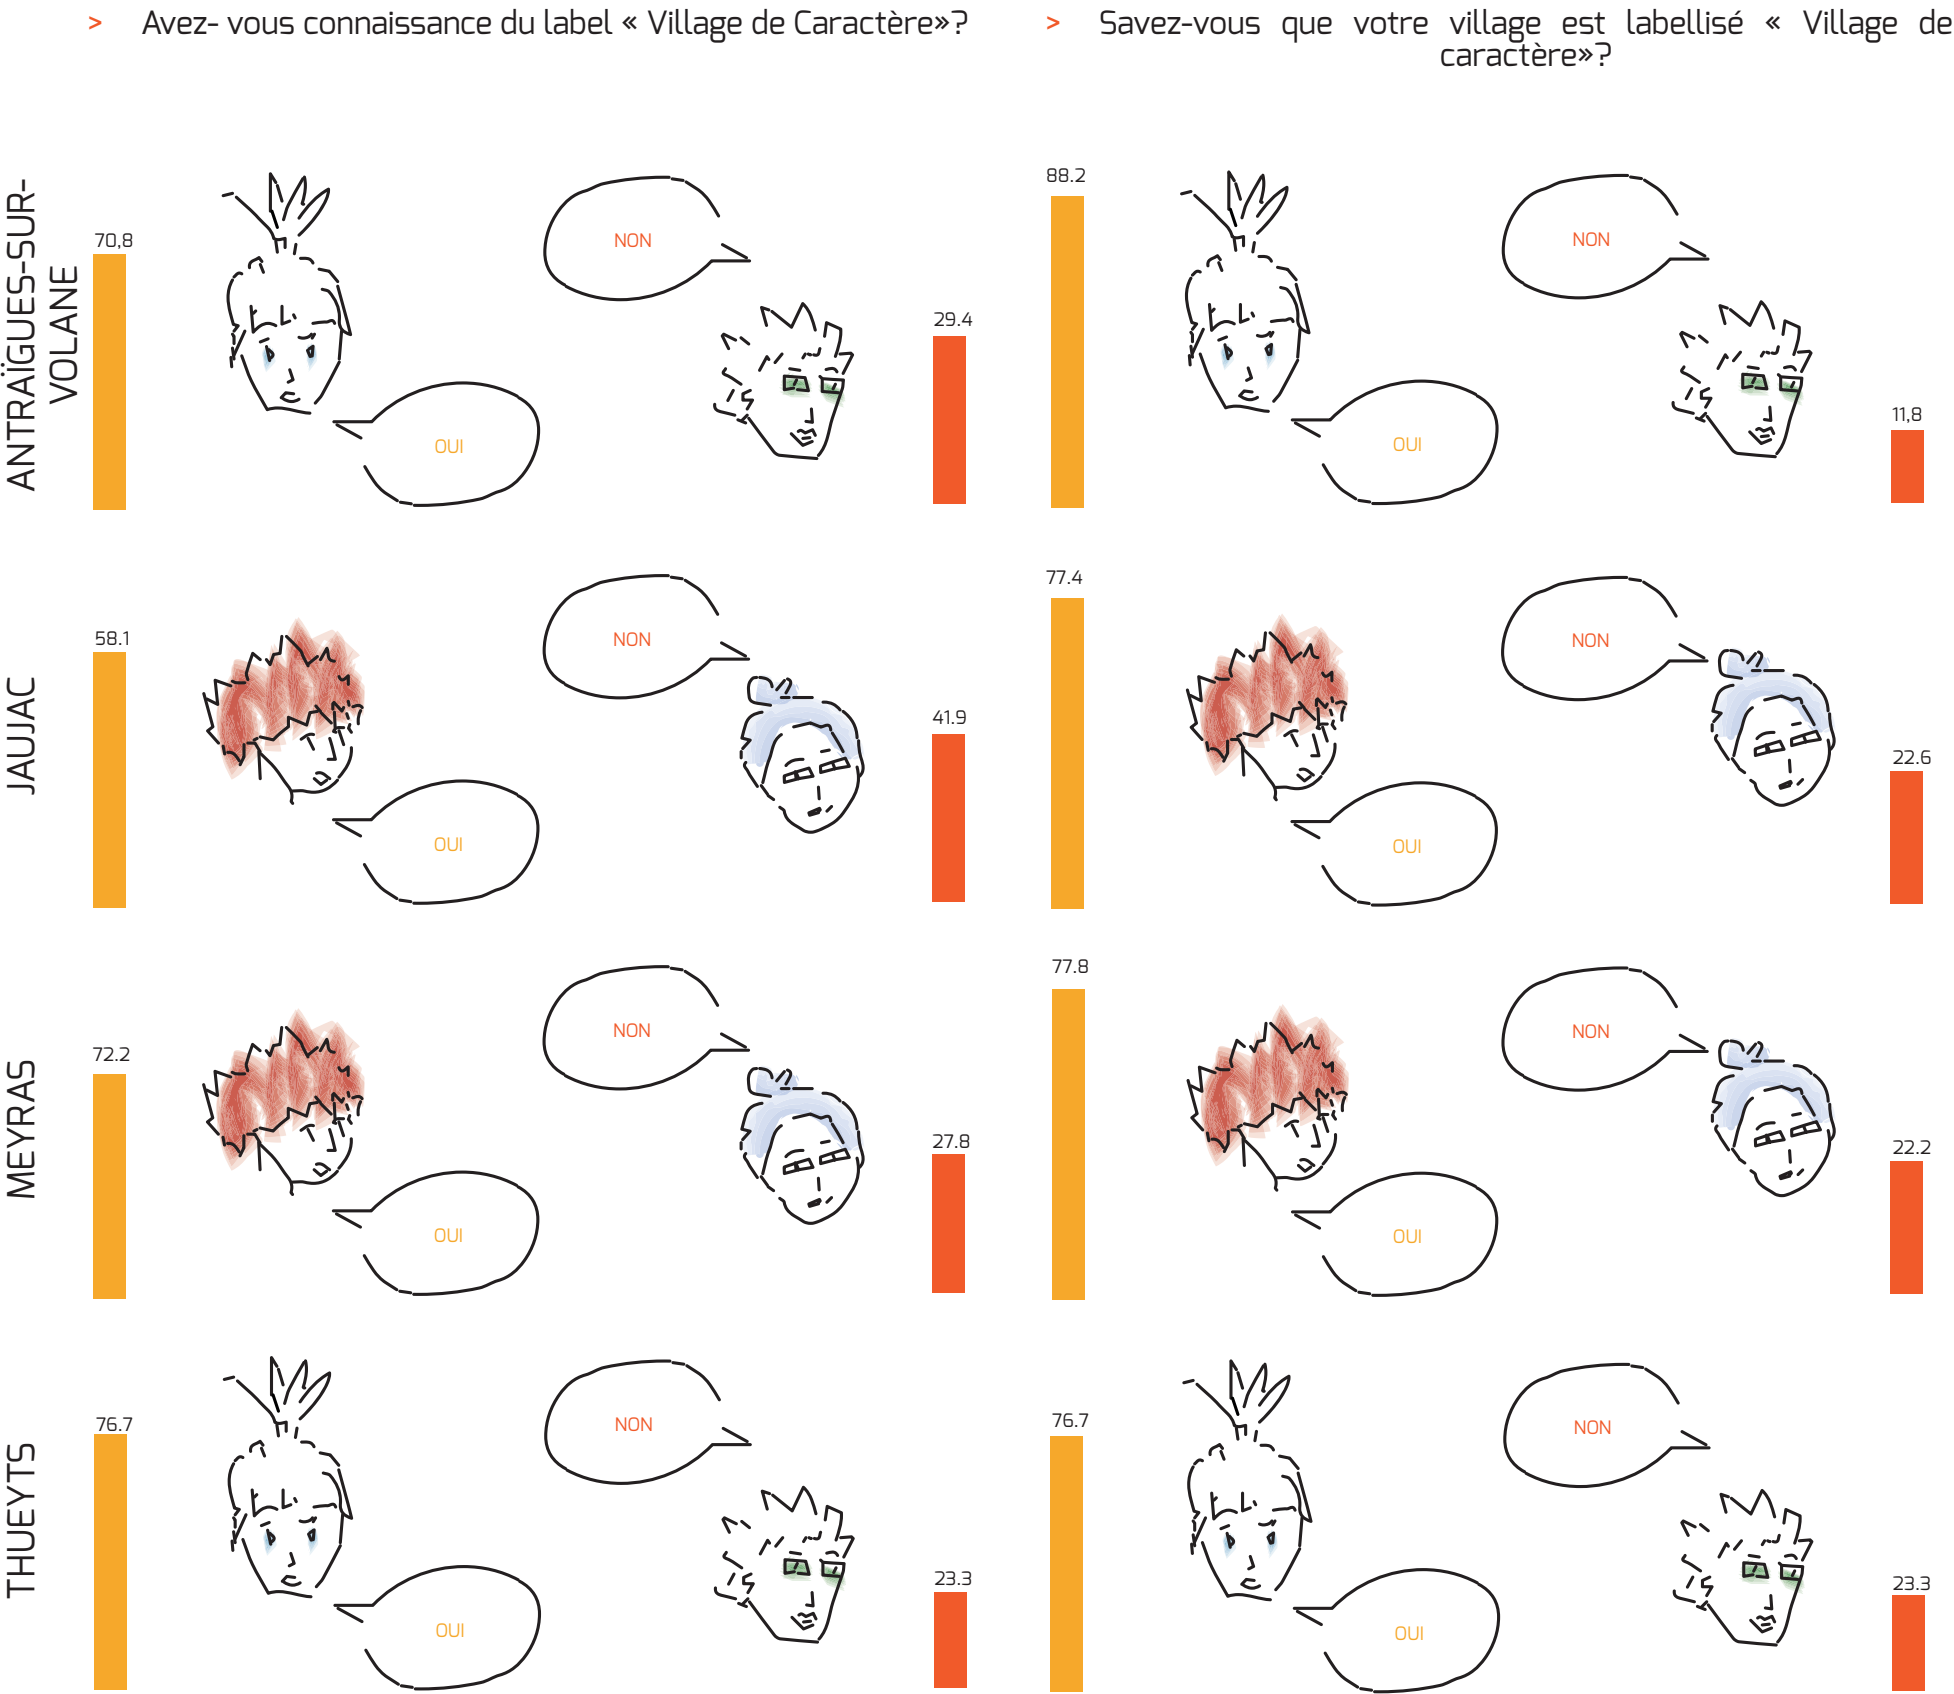 > Avez- vous connaissance du label « Village de Caractère»?
> Savez-vous que votre village est labellisé « Village de
caractère»?
ANTRAÏGUES-SUR-
VOLANE
70,8
NON
OUI
29.4
88.2
NON
OUI
11,8
JAUJAC
58.1
NON
OUI
41.9
77.4
NON
OUI
22.6
MEYRAS
72.2
NON
OUI
27.8
77.8
NON
OUI
22.2
THUEYTS
76.7
NON
OUI
23.3
76.7
NON
OUI
23.3